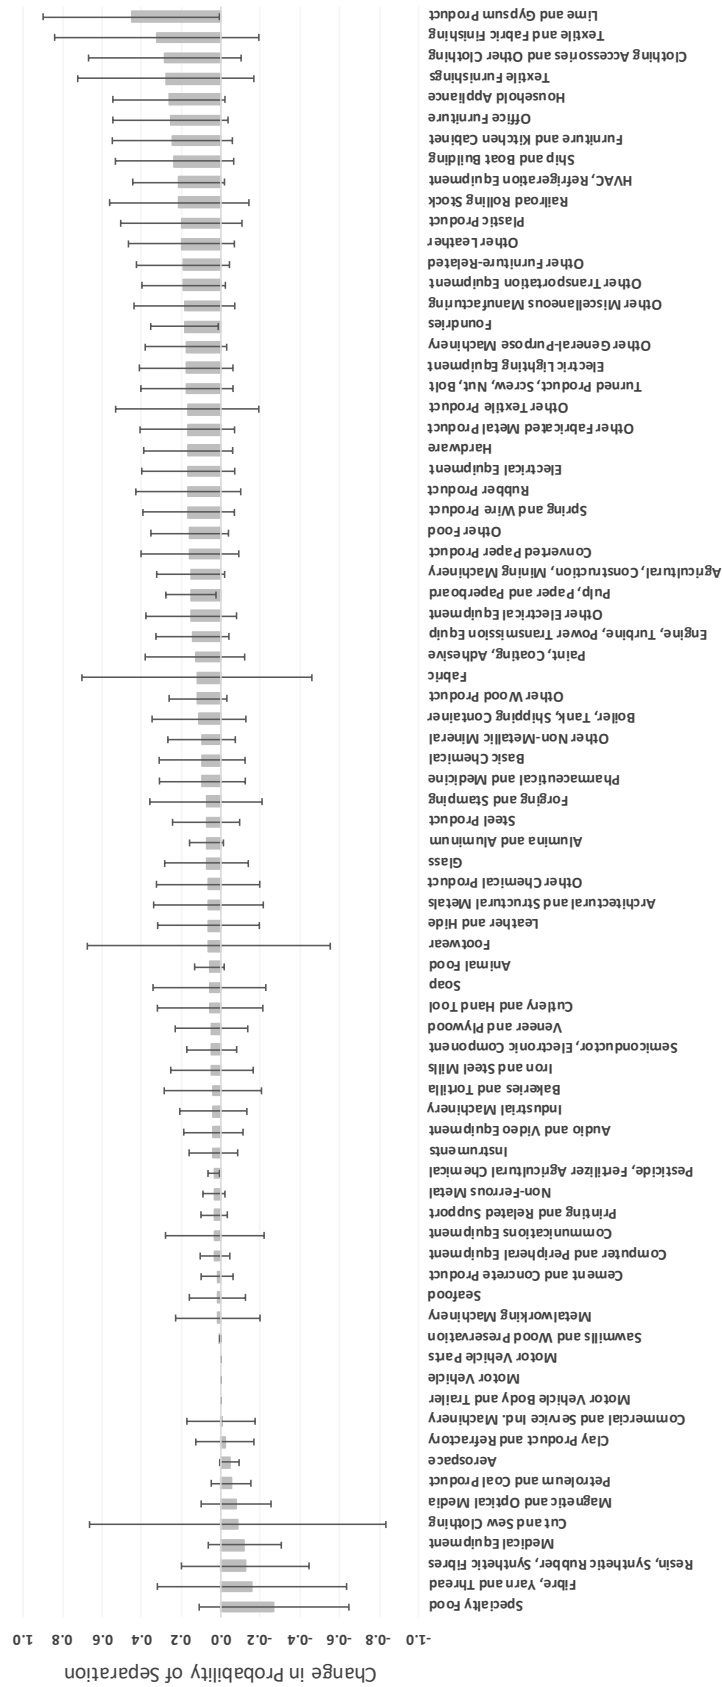 Change in Probability of Separation
-1.0 -0.8 -0.6 -0.4 -0.2 0.0 0.2 0.4 0.6 0.8 1.0
Specialty Food
Fibre, Yarn and Thread
Resin, Synthetic Rubber, Synthetic Fibres
Medical Equipment
Cut and Sew Clothing
Magnetic and Optical Media
Petroleum and Coal Product
Aerospace
Clay Product and Refractory
Commercial and Service Ind. Machinery
Motor Vehicle Body and Trailer
Motor Vehicle
Motor Vehicle Parts
Sawmills and Wood Preservation
Metalworking Machinery
Seafood
Cement and Concrete Product
Computer and Peripheral Equipment
Communications Equipment
Printing and Related Support
Non-Ferrous Metal
Pesticide, Fertilizer Agricultural Chemical
Instruments
Audio and Video Equipment
Industrial Machinery
Bakeries and Tortilla
Iron and Steel Mills
Semiconductor, Electronic Component
Veneer and Plywood
Cutlery and Hand Tool
Soap
Animal Food
Footwear
Leather and Hide
Architectural and Structural Metals
Other Chemical Product
Glass
Alumina and Aluminum
Steel Product
Forging and Stamping
Pharmaceutical and Medicine
Basic Chemical
Other Non-Metallic Mineral
Boiler, Tank, Shipping Container
Other Wood Product
Fabric
Paint, Coating, Adhesive
Engine, Turbine, Power Transmission Equip
Other Electrical Equipment
Pulp, Paper and Paperboard
Agricultural, Construction, Mining Machinery
Converted Paper Product
Other Food
Spring and Wire Product
Rubber Product
Electrical Equipment
Hardware
Other Fabricated Metal Product
Other Textile Product
Turned Product, Screw, Nut, Bolt
Electric Lighting Equipment
Other General-Purpose Machinery
Foundries
Other Miscellaneous Manufacturing
Other Transportation Equipment
Other Furniture-Related
Other Leather
Plastic Product
Railroad Rolling Stock
HVAC, Refrigeration Equipment
Ship and Boat Building
Furniture and Kitchen Cabinet
Office Furniture
Household Appliance
Textile Furnishings
Clothing Accessories and Other Clothing
Textile and Fabric Finishing
Lime and Gypsum Product